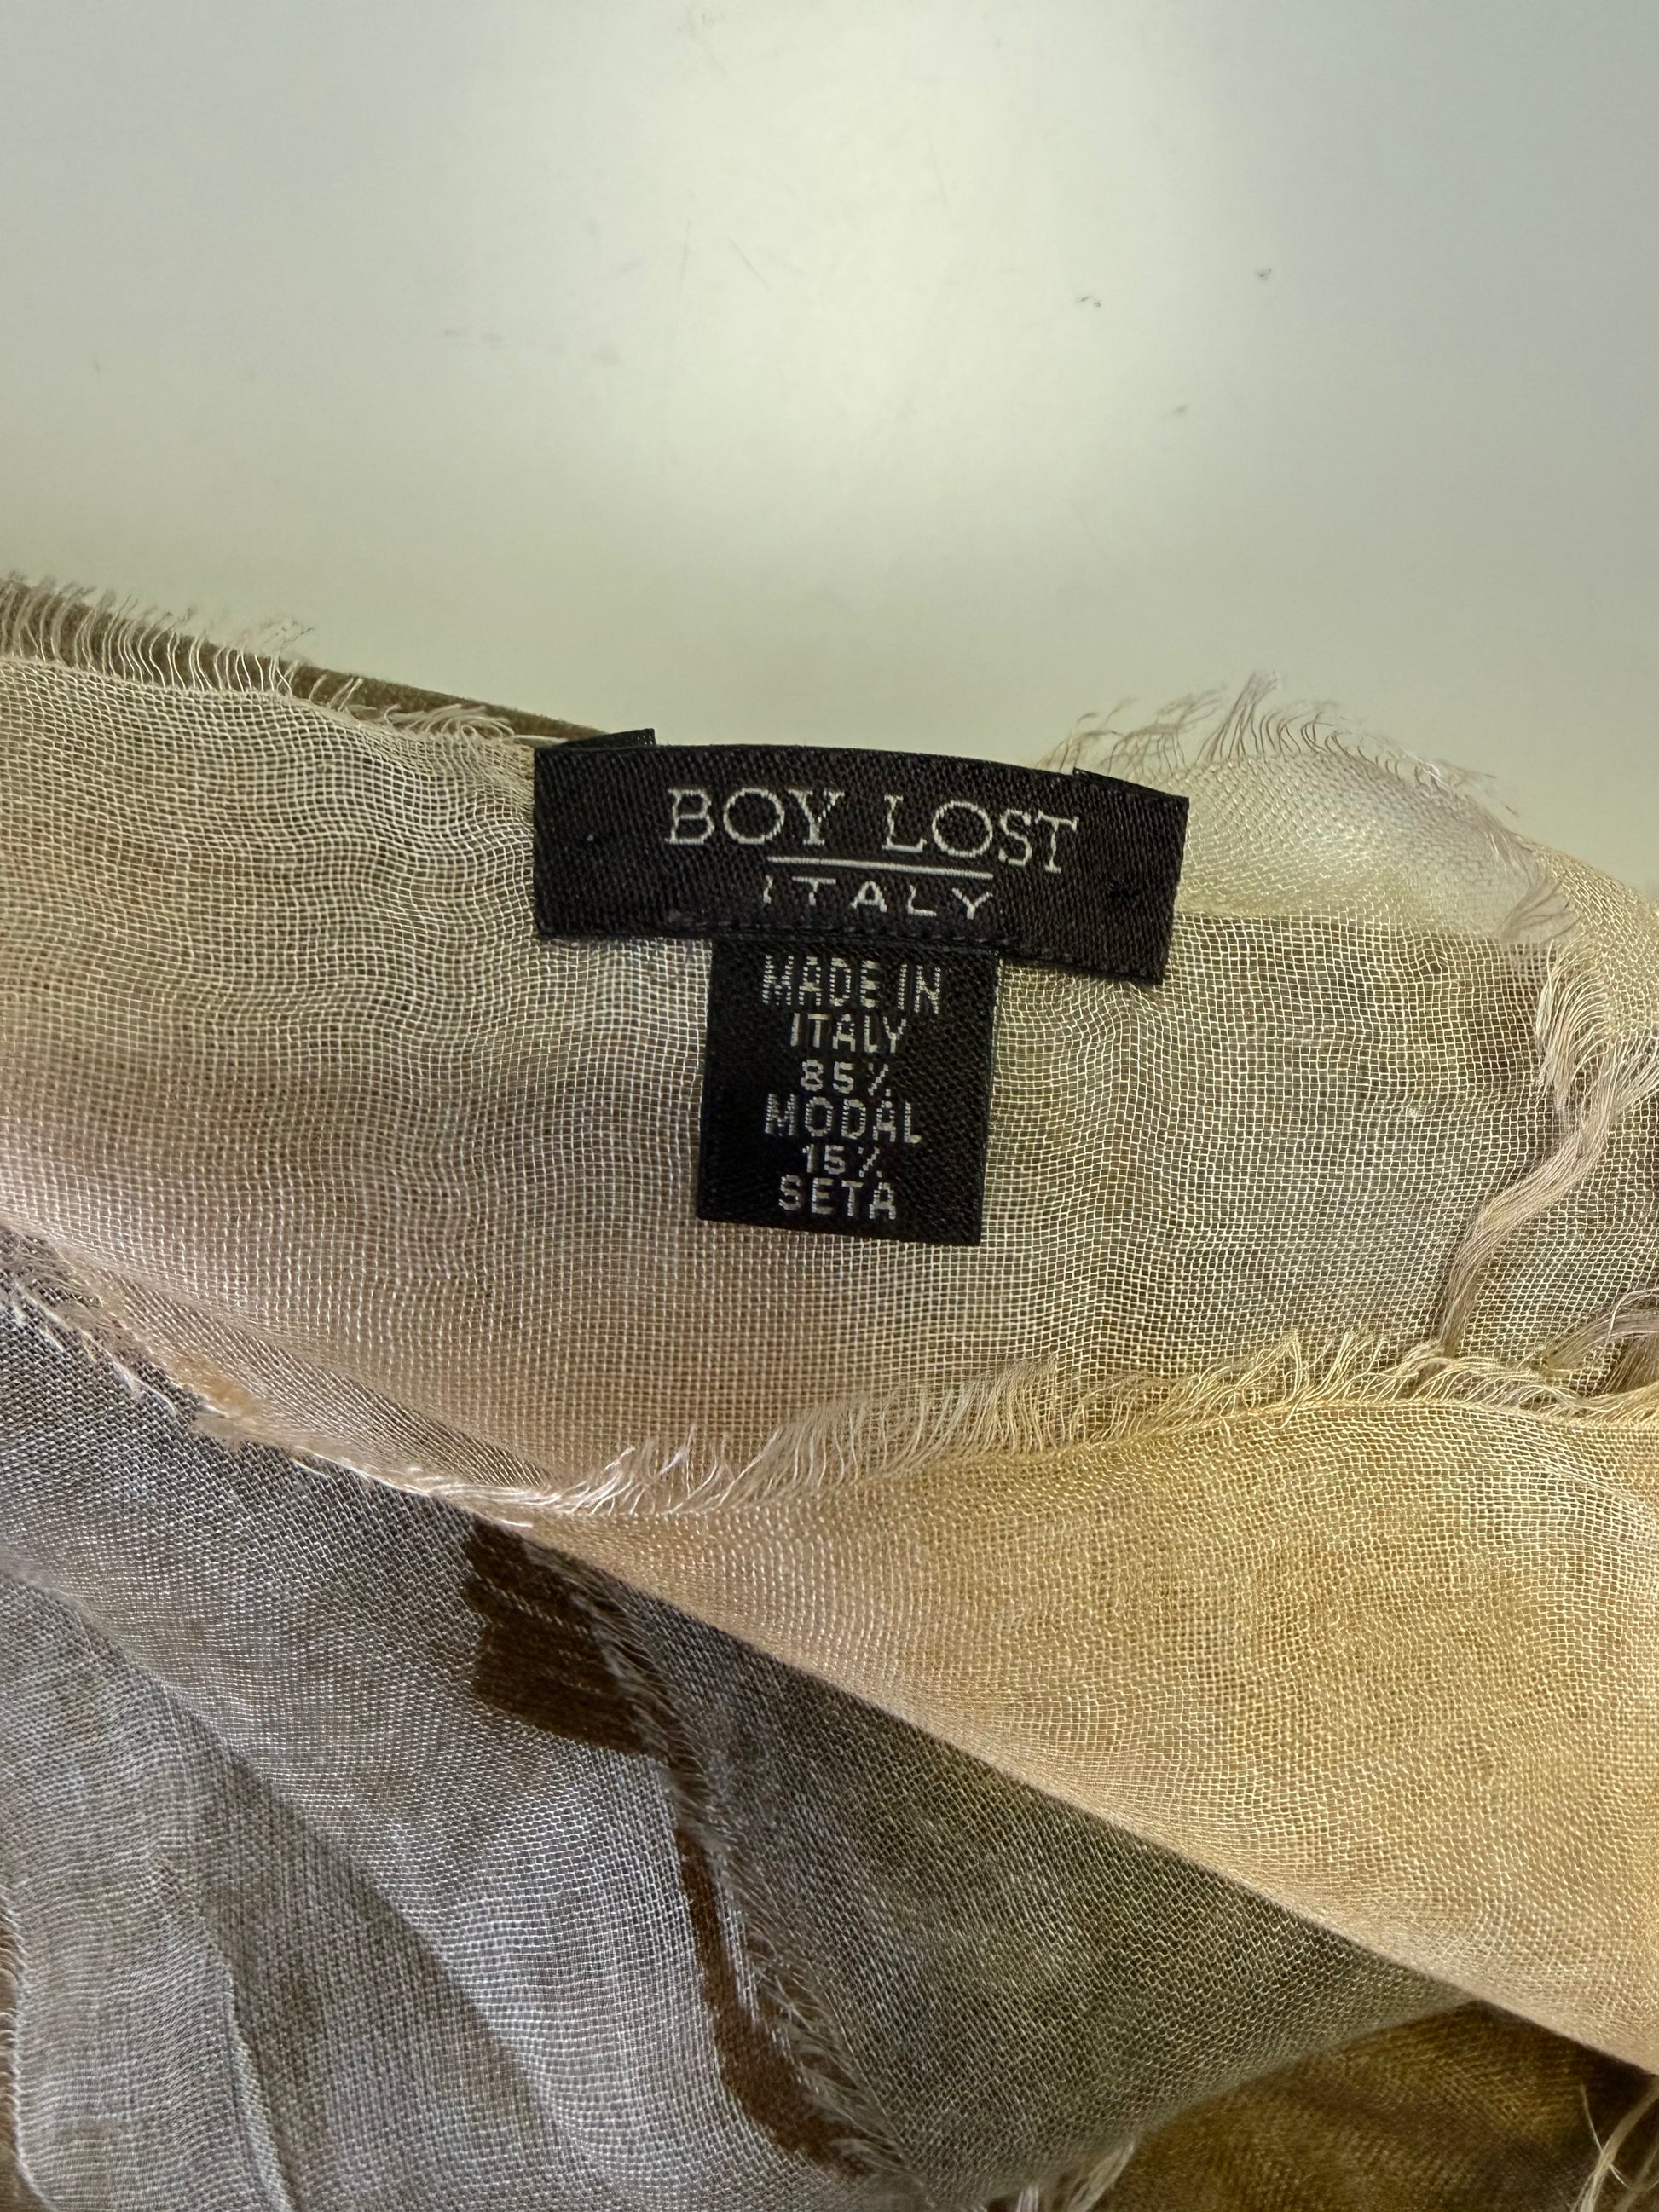 BOY LOST
ITALY
MADE IN
ITALY
85%
MODAL
15%
SETA